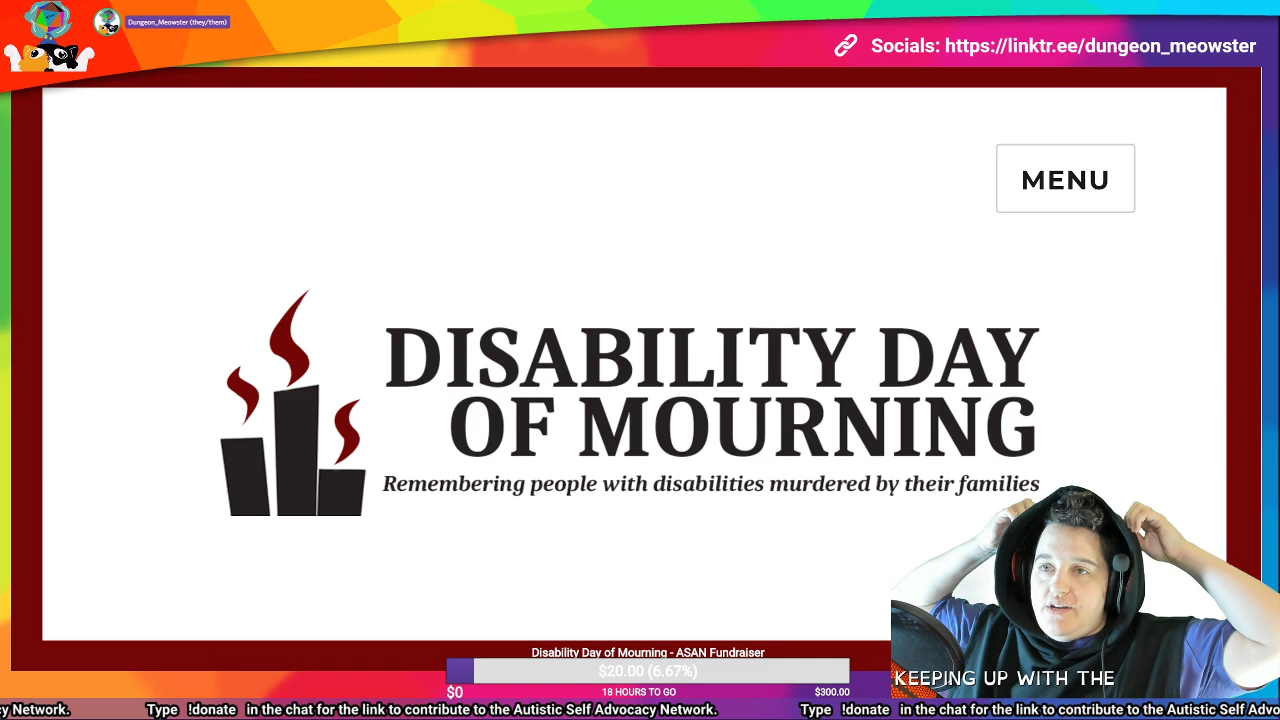 Dungeon_Meowster (they/them)
Socials: https://linktr.ee/dungeon_meowster
MENU
DISABILITY DAY
OF MOURNING
Remembering people with disabilities murdered by their families
Disability Day of Mourning - ASAN Fundraiser
$20.00 (6.67%)
$0 18 HOURS TO GO $300.00
KEEPING UP WITH THE
cy Network. Type !donate in the chat for the link to contribute to the Autistic Self Advocacy Network. Type !donate in the chat for the link to contribute to the Autistic Self Advo